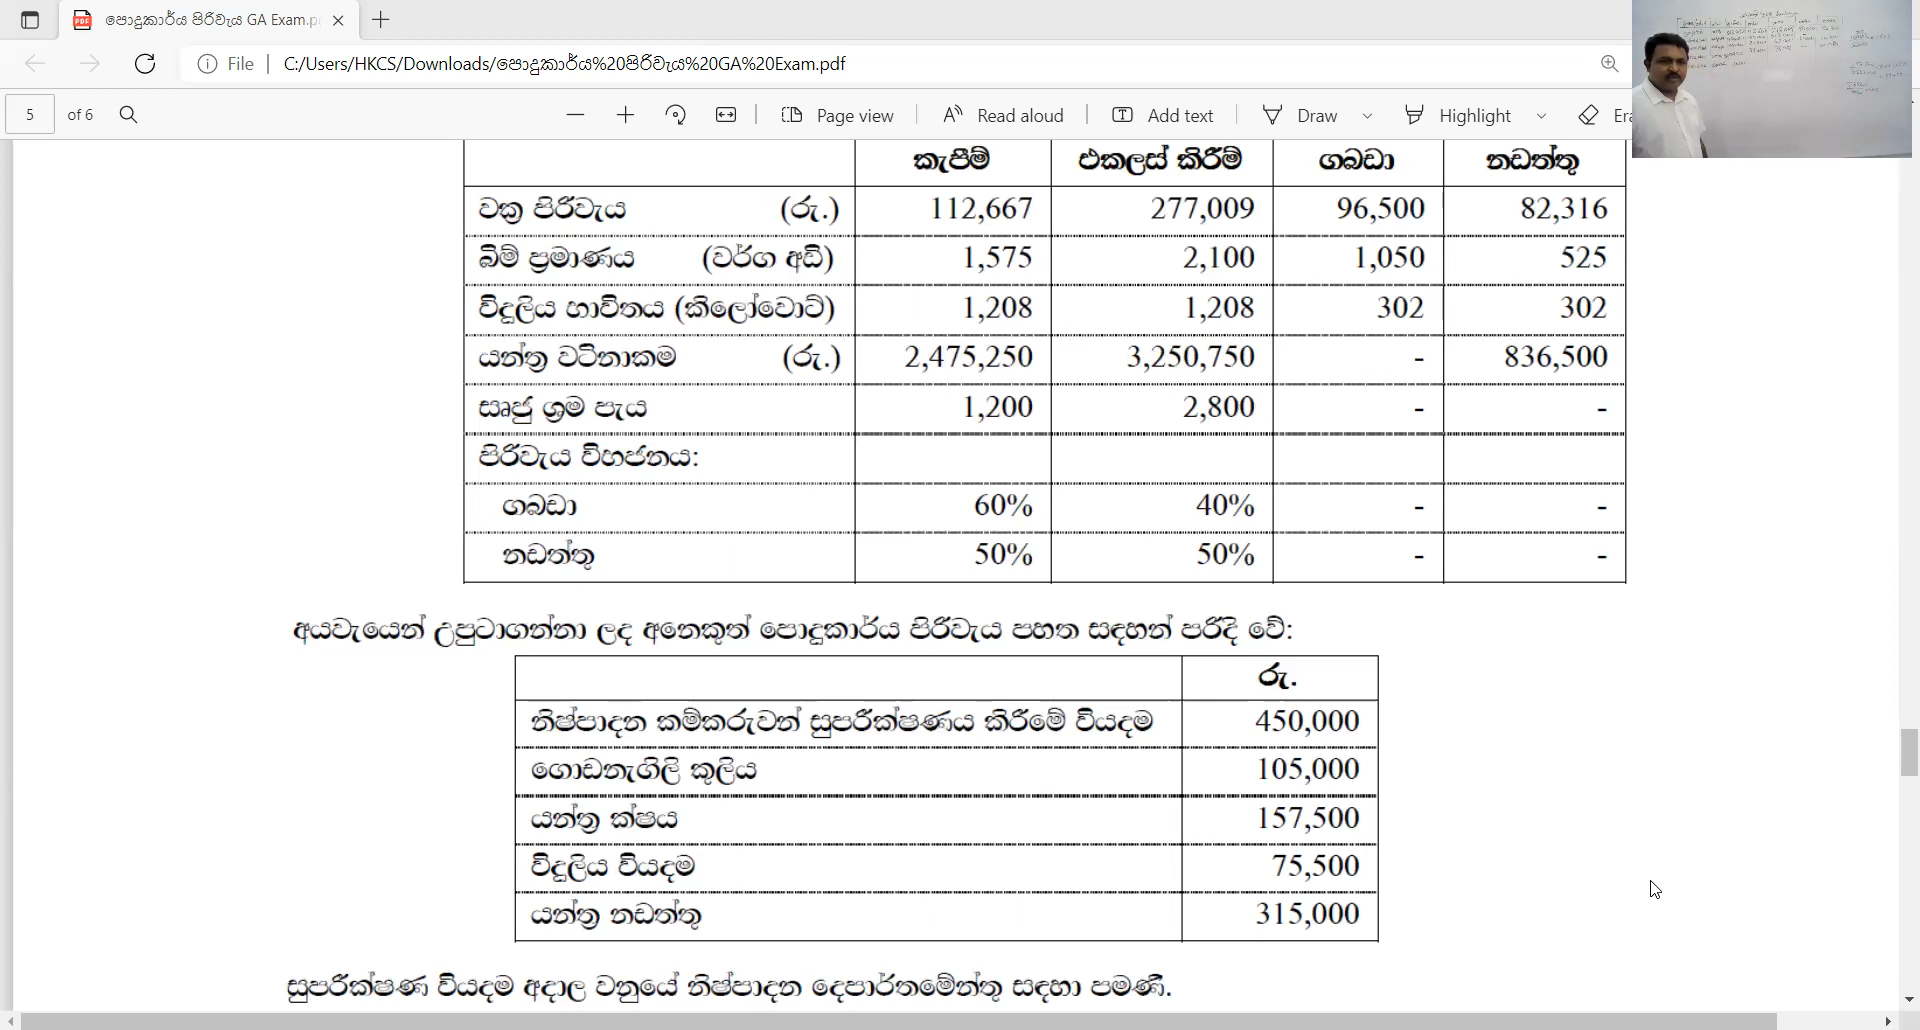 පොදුකාර්ය පිරිවැය GA Exam.p
File C:/Users/HKCS/Downloads/පොදුකාර්ය%20පිරිවැය%20GA%20Exam.pdf
5 of 6 Page view Read aloud Add text Draw Highlight Era
කැපීම් එකලස් කිරීම් ගබඩා නඩත්තු
වක්‍ර පිරිවැය (රු.) 112,667 277,009 96,500 82,316
බිම් ප්‍රමාණය (වර්ග අඩි) 1,575 2,100 1,050 525
විදුලිය භාවිතය (කිලෝවොට්) 1,208 1,208 302 302
යන්ත්‍ර වටිනාකම (රු.) 2,475,250 3,250,750 - 836,500
සෘජු ශ්‍රම පැය 1,200 2,800 - -
පිරිවැය විභජනය:
ගබඩා 60% 40% - -
නඩත්තු 50% 50% - -
අයවැයෙන් උපුටාගන්නා ලද අනෙකුත් පොදුකාර්ය පිරිවැය පහත සඳහන් පරිදි වේ:
රු.
නිෂ්පාදන කම්කරුවන් සුපරීක්ෂණය කිරීමේ වියදම 450,000
ගොඩනැගිලි කුලිය 105,000
යන්ත්‍ර ක්ෂය 157,500
විදුලිය වියදම 75,500
යන්ත්‍ර නඩත්තු 315,000
සුපරීක්ෂණ වියදම අදාල වනුයේ නිෂ්පාදන දෙපාර්තමේන්තු සඳහා පමණි.